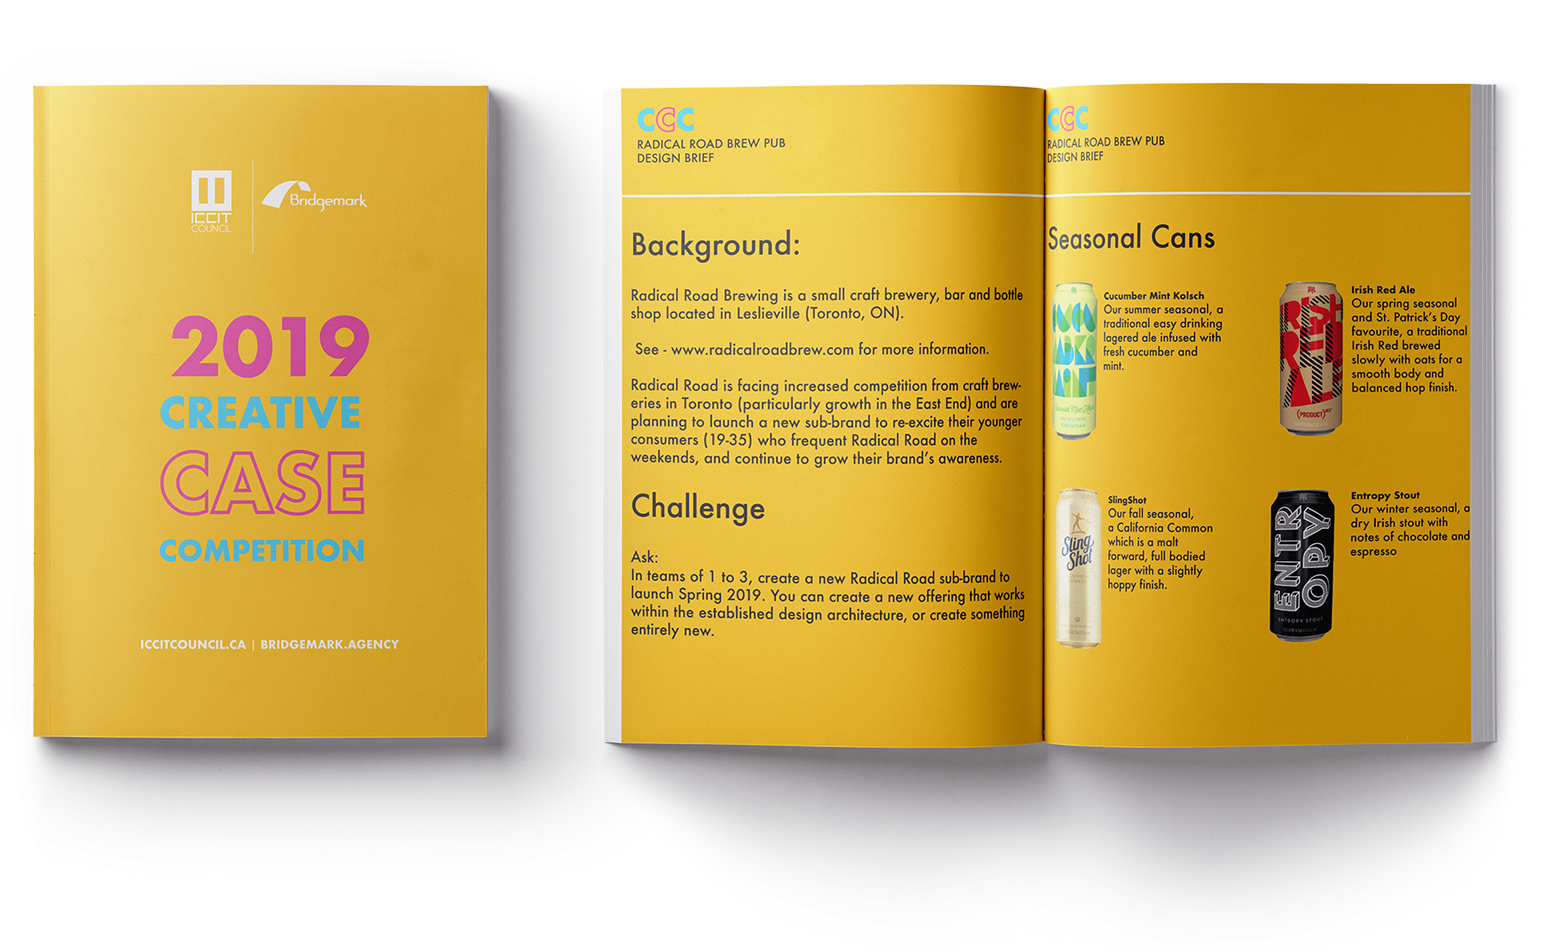 ICCIT
COUNCIL
Bridgemark
2019
CREATIVE
CASE
COMPETITION
ICCITCOUNCIL.CA | BRIDGEMARK.AGENCY
CCC
RADICAL ROAD BREW PUB
DESIGN BRIEF
Background:
Radical Road Brewing is a small craft brewery, bar and bottle
shop located in Leslieville (Toronto, ON).
See - www.radicalroadbrew.com for more information.
Radical Road is facing increased competition from craft brew-
eries in Toronto (particularly growth in the East End) and are
planning to launch a new sub-brand to re-excite their younger
consumers (19-35) who frequent Radical Road on the
weekends, and continue to grow their brand's awareness.
Challenge
Ask:
In teams of 1 to 3, create a new Radical Road sub-brand to
launch Spring 2019. You can create a new offering that works
within the established design architecture, or create something
entirely new.
CCC
RADICAL ROAD BREW PUB
DESIGN BRIEF
Seasonal Cans
Cucumber Mint Kolsch
Our summer seasonal, a
traditional easy drinking
lagered ale infused with
fresh cucumber and
mint.
Irish Red Ale
Our spring seasonal
and St. Patrick's Day
favourite, a traditional
Irish Red brewed
slowly with oats for a
smooth body and
balanced hop finish.
(PRODUCT)
SlingShot
Our fall seasonal,
a California Common
which is a malt
forward, full bodied
lager with a slightly
hoppy finish.
Sling
Shot
Entropy Stout
Our winter seasonal, a
dry Irish stout with
notes of chocolate and
espresso
ENTR
OPY
ENTROPY STOUT